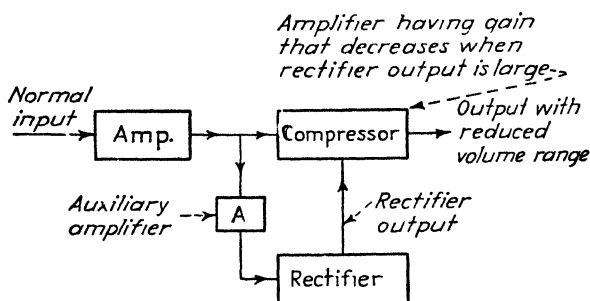 Amplifier having gain
that decreases when
rectifier output is large
Normal
input
Amp.
Compressor
Output with
reduced
volume range
Auxiliary
amplifier
A
Rectifier
output
Rectifier